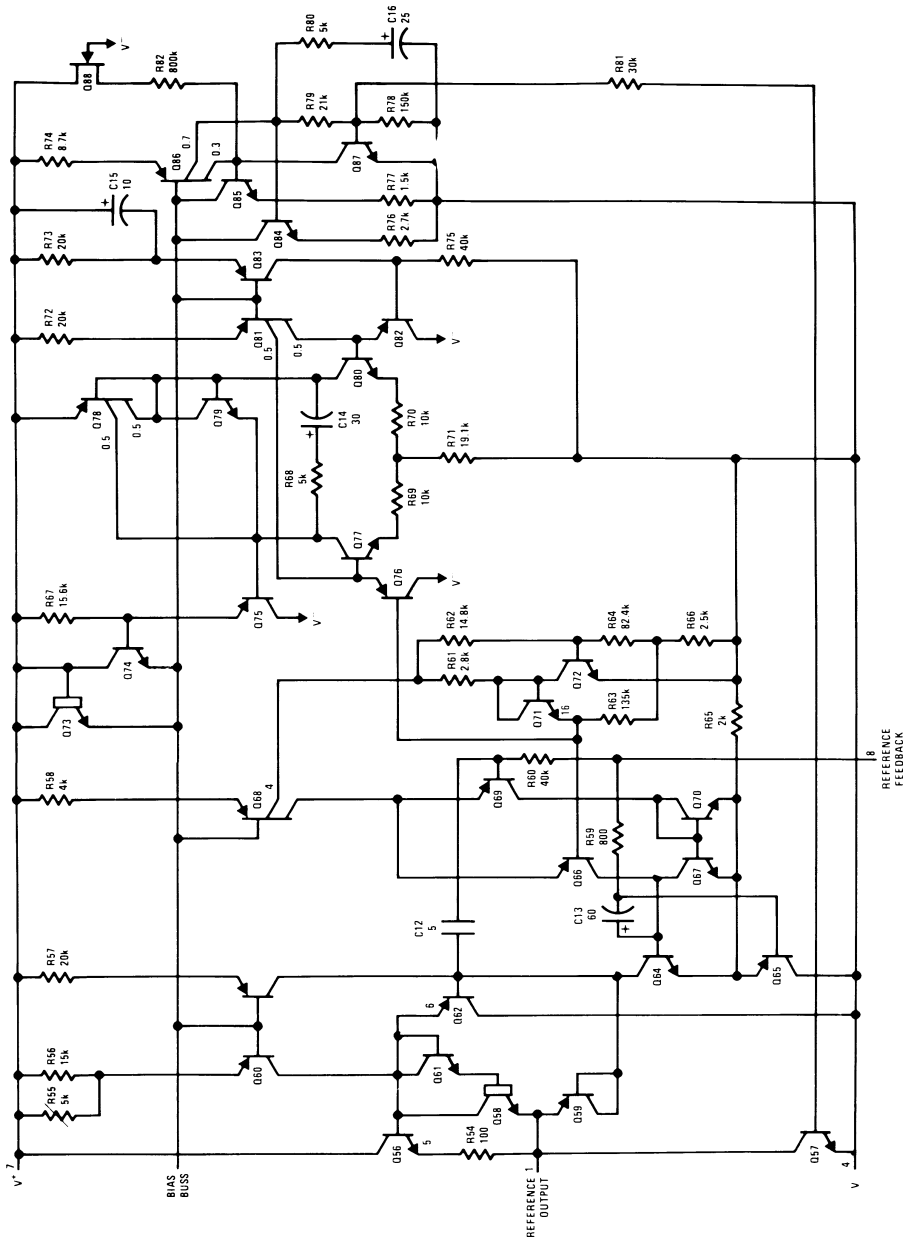 V+ 7
R55
5k
R56
15k
R57
20k
R58
4k
Q73
Q74
R67
15.6k
Q78
0.5
0.5
Q79
R72
20k
R73
20k
C15
10
+
R74
8.7k
Q88
V-
R82
800k
BIAS
BUSS
Q60
Q68
4
Q75
V-
R68
5k
C14
30
+
Q81
0.5
0.5
Q83
Q86
0.7
0.3
Q85
Q84
R80
5k
C16
25
+
R79
21k
Q56
5
R54
100
Q61
Q58
6
Q62
C12
5
Q77
Q76
V-
R69
10k
R70
10k
R71
19.1k
Q80
Q82
V-
R75
40k
R76
2.7k
R77
1.5k
Q87
R78
150k
REFERENCE
OUTPUT
1
Q59
Q69
R60
40k
Q66
R59
800
C13
60
+
Q67
Q70
R61
2.8k
R62
14.8k
Q71
16
Q72
R63
135k
R64
82.4k
R66
2.5k
R65
2k
R81
30k
Q57
Q64
Q65
V 4
8
REFERENCE
FEEDBACK